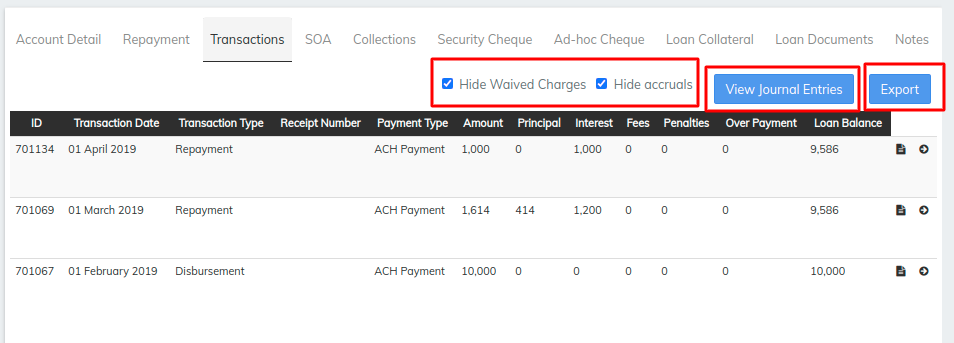 Account Detail Repayment Transactions SOA Collections Security Cheque Ad-hoc Cheque Loan Collateral Loan Documents Notes
Hide Waived Charges Hide accruals View Journal Entries Export
ID Transaction Date Transaction Type Receipt Number Payment Type Amount Principal Interest Fees Penalties Over Payment Loan Balance
701134 01 April 2019 Repayment ACH Payment 1,000 0 1,000 0 0 0 9,586
701069 01 March 2019 Repayment ACH Payment 1,614 414 1,200 0 0 0 9,586
701067 01 February 2019 Disbursement ACH Payment 10,000 0 0 0 0 0 10,000